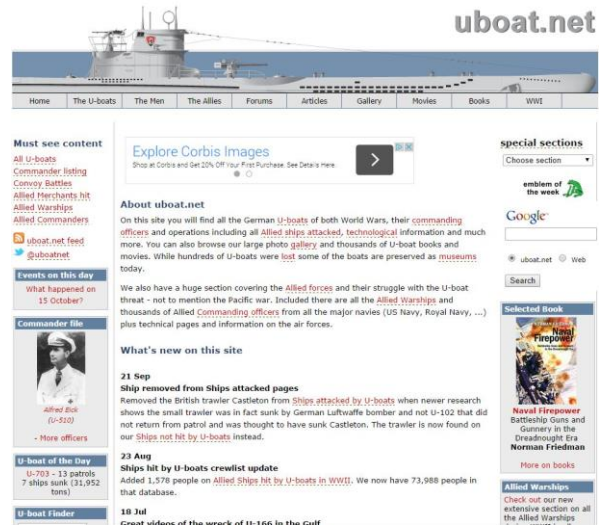 uboat.net
Home
The U-boats
The Men
The Allies
Forums
Articles
Gallery
Movies
Books
WWI
Must see content
All U-boats
Commander listing
Convoy Battles
Allied Merchants hit
Allied Warships
Allied Commanders
uboat.net feed
@uboatnet
Events on this day
What happened on
15 October?
Commander file
Alfred Eick
(U-510)
- More officers
U-boat of the Day
U-703 - 13 patrols
7 ships sunk (31,952
tons)
U-boat Finder
Explore Corbis Images
Shop at Corbis and Get 20% Off Your First Purchase. See Details Here.
About uboat.net
On this site you will find all the German U-boats of both World Wars, their commanding
officers and operations including all Allied ships attacked, technological information and much
more. You can also browse our large photo gallery and thousands of U-boat books and
movies. While hundreds of U-boats were lost some of the boats are preserved as museums
today.
We also have a huge section covering the Allied forces and their struggle with the U-boat
threat - not to mention the Pacific war. Included there are all the Allied Warships and
thousands of Allied Commanding officers from all the major navies (US Navy, Royal Navy, ...)
plus technical pages and information on the air forces.
What's new on this site
21 Sep
Ship removed from Ships attacked pages
Removed the British trawler Castleton from Ships attacked by U-boats when newer research
shows the small trawler was in fact sunk by German Luftwaffe bomber and not U-102 that did
not return from patrol and was thought to have sunk Castleton. The trawler is now found on
our Ships not hit by U-boats instead.
23 Aug
Ships hit by U-boats crewlist update
Added 1,578 people on Allied Ships hit by U-boats in WWII. We now have 73,988 people in
that database.
18 Jul
Great videos of the wreck of U-166 in the Gulf
special sections
Choose section
emblem of
the week
Google
uboat.net
Web
Search
Selected Book
Naval
Firepower
Naval Firepower
Battleship Guns and
Gunnery in the
Dreadnought Era
Norman Friedman
More on books
Allied Warships
Check out our new
extensive section on all
the Allied Warships